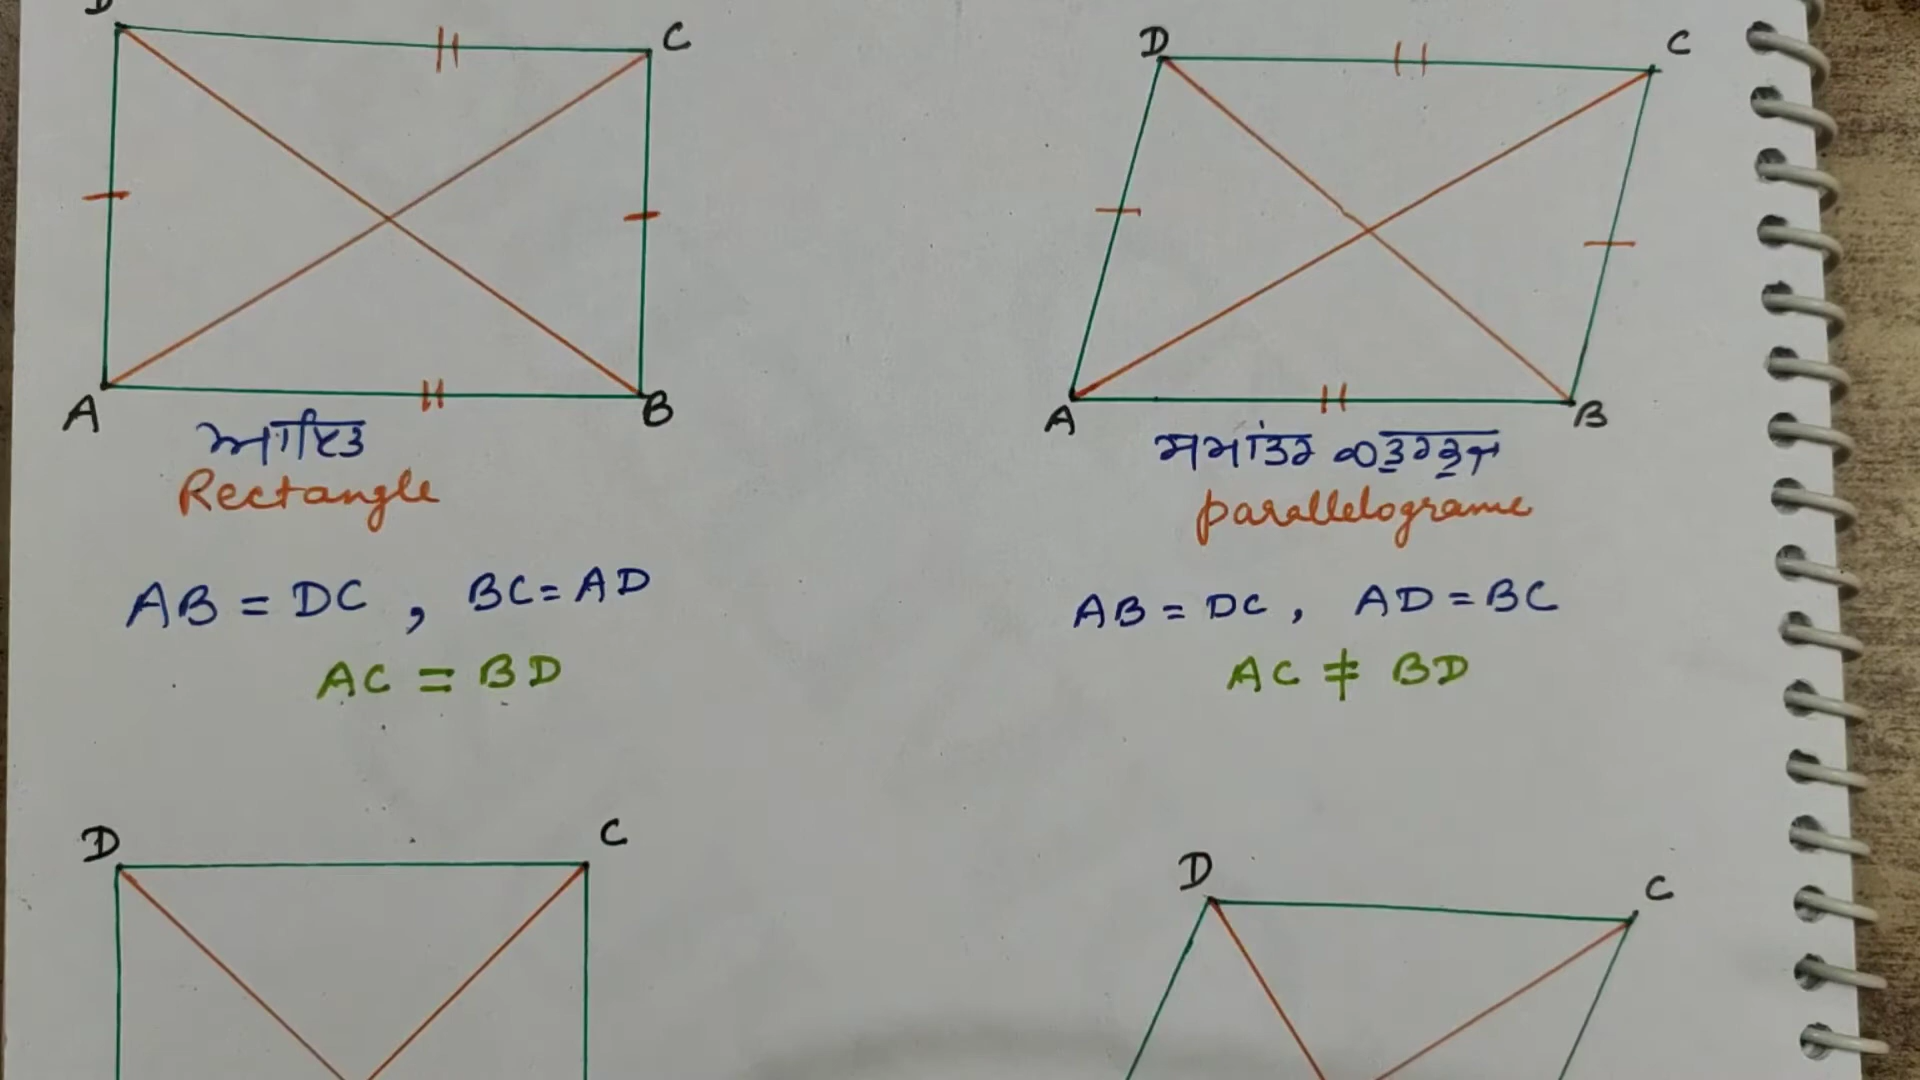 D
C
D
C
A
B
ਆਇਤ
Rectangle
AB = DC , BC = AD
AC = BD
A
B
ਸਮਾਂਤਰ ਚਤੁਰਭੁਜ
parallelograme
AB = DC , AD = BC
AC ≠ BD
D
C
D
C